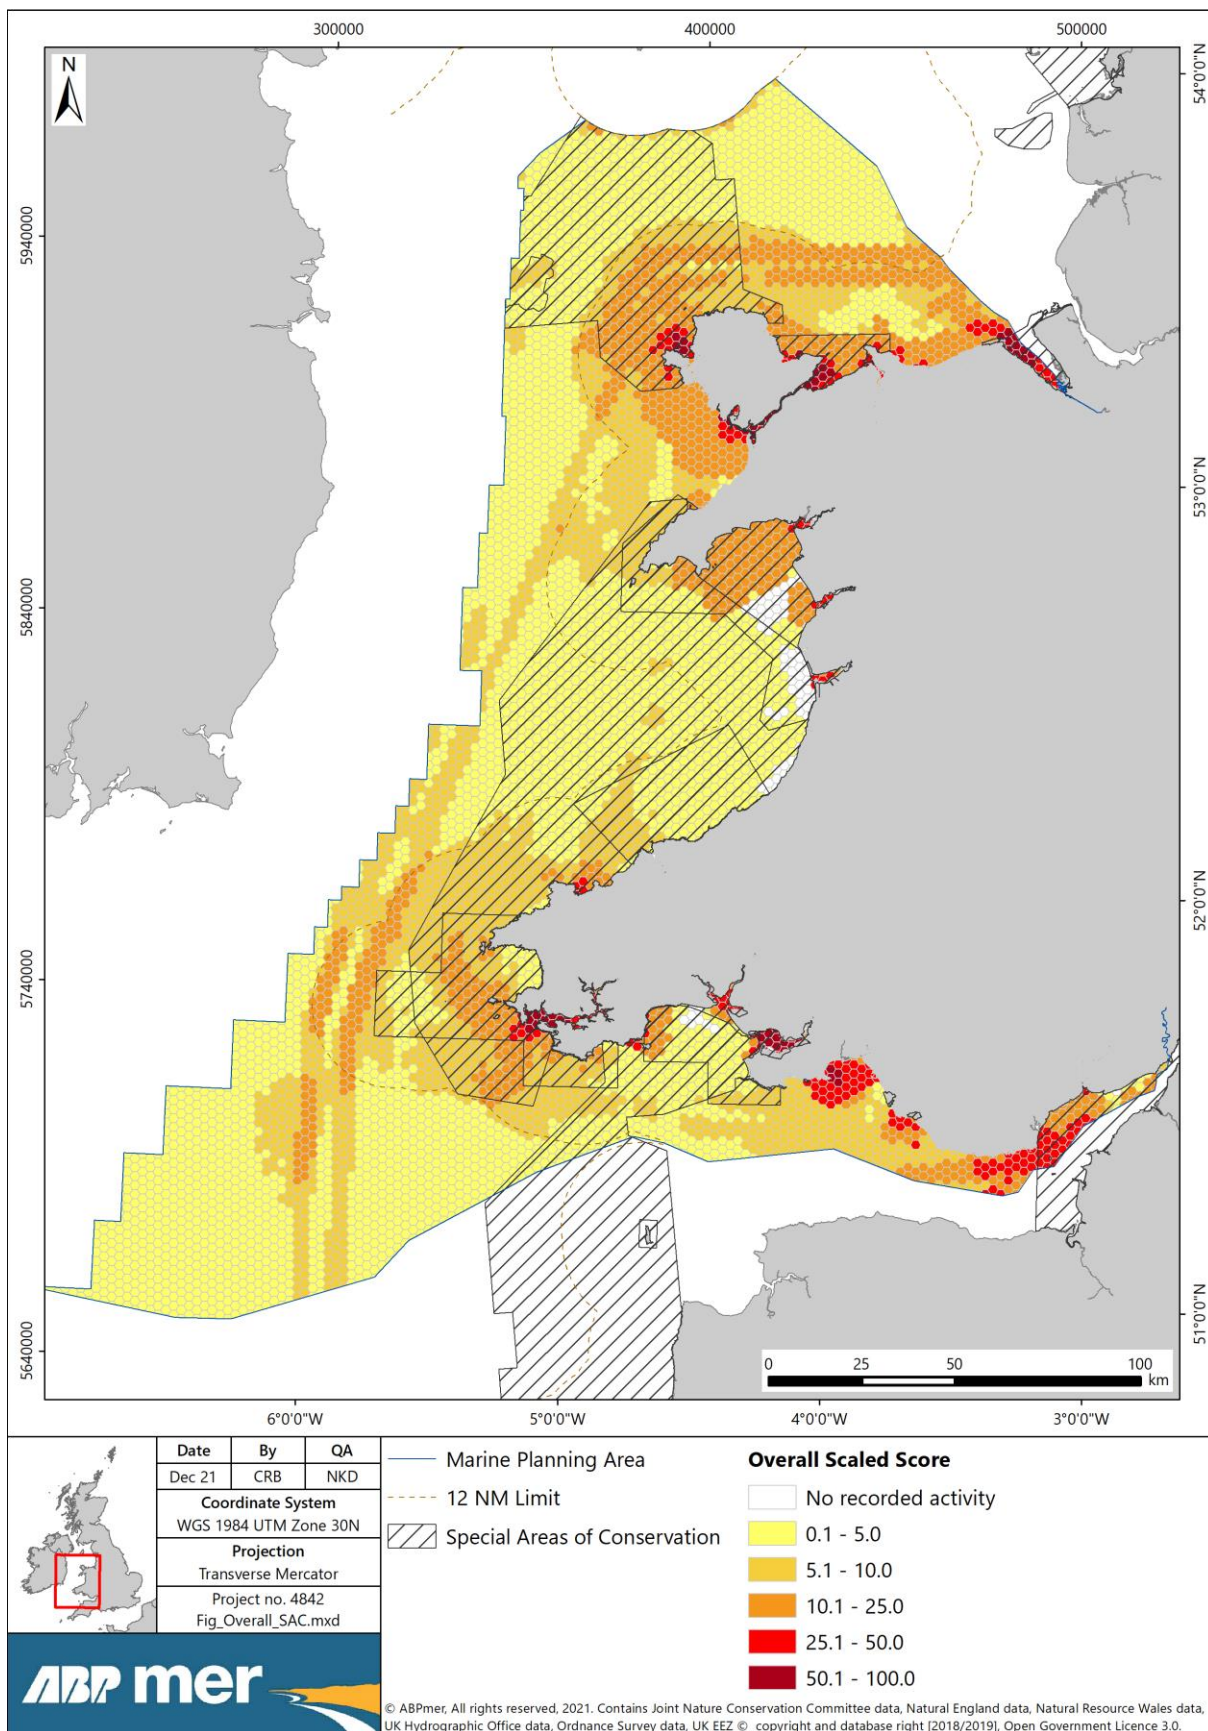 300000 400000 500000
N
54°0'0"N
5940000
53°0'0"N
5840000
52°0'0"N
5740000
51°0'0"N
5640000
0 25 50 100
km
6°0'0"W 5°0'0"W 4°0'0"W 3°0'0"W
Date By QA
Dec 21 CRB NKD
Coordinate System
WGS 1984 UTM Zone 30N
Projection
Transverse Mercator
Project no. 4842
Fig_Overall_SAC.mxd
ABP mer
Marine Planning Area
12 NM Limit
Special Areas of Conservation
Overall Scaled Score
No recorded activity
0.1 - 5.0
5.1 - 10.0
10.1 - 25.0
25.1 - 50.0
50.1 - 100.0
© ABPmer, All rights reserved, 2021. Contains Joint Nature Conservation Committee data, Natural England data, Natural Resource Wales data,
UK Hydrographic Office data, Ordnance Survey data, UK EEZ © copyright and database right [2018/2019], Open Government Licence 3.0.